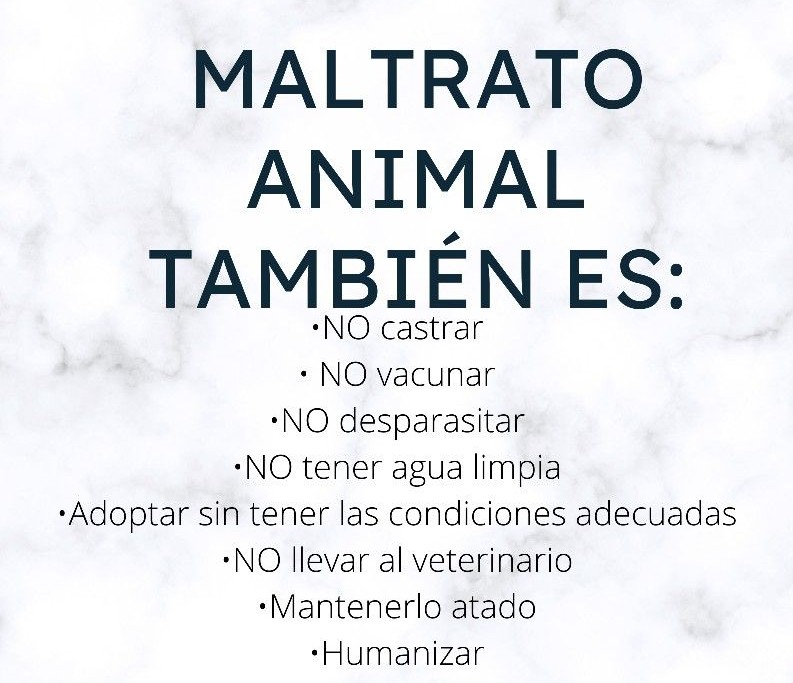 MALTRATO
ANIMAL
TAMBIÉN ES:
•NO castrar
• NO vacunar
•NO desparasitar
•NO tener agua limpia
•Adoptar sin tener las condiciones adecuadas
•NO llevar al veterinario
•Mantenerlo atado
•Humanizar